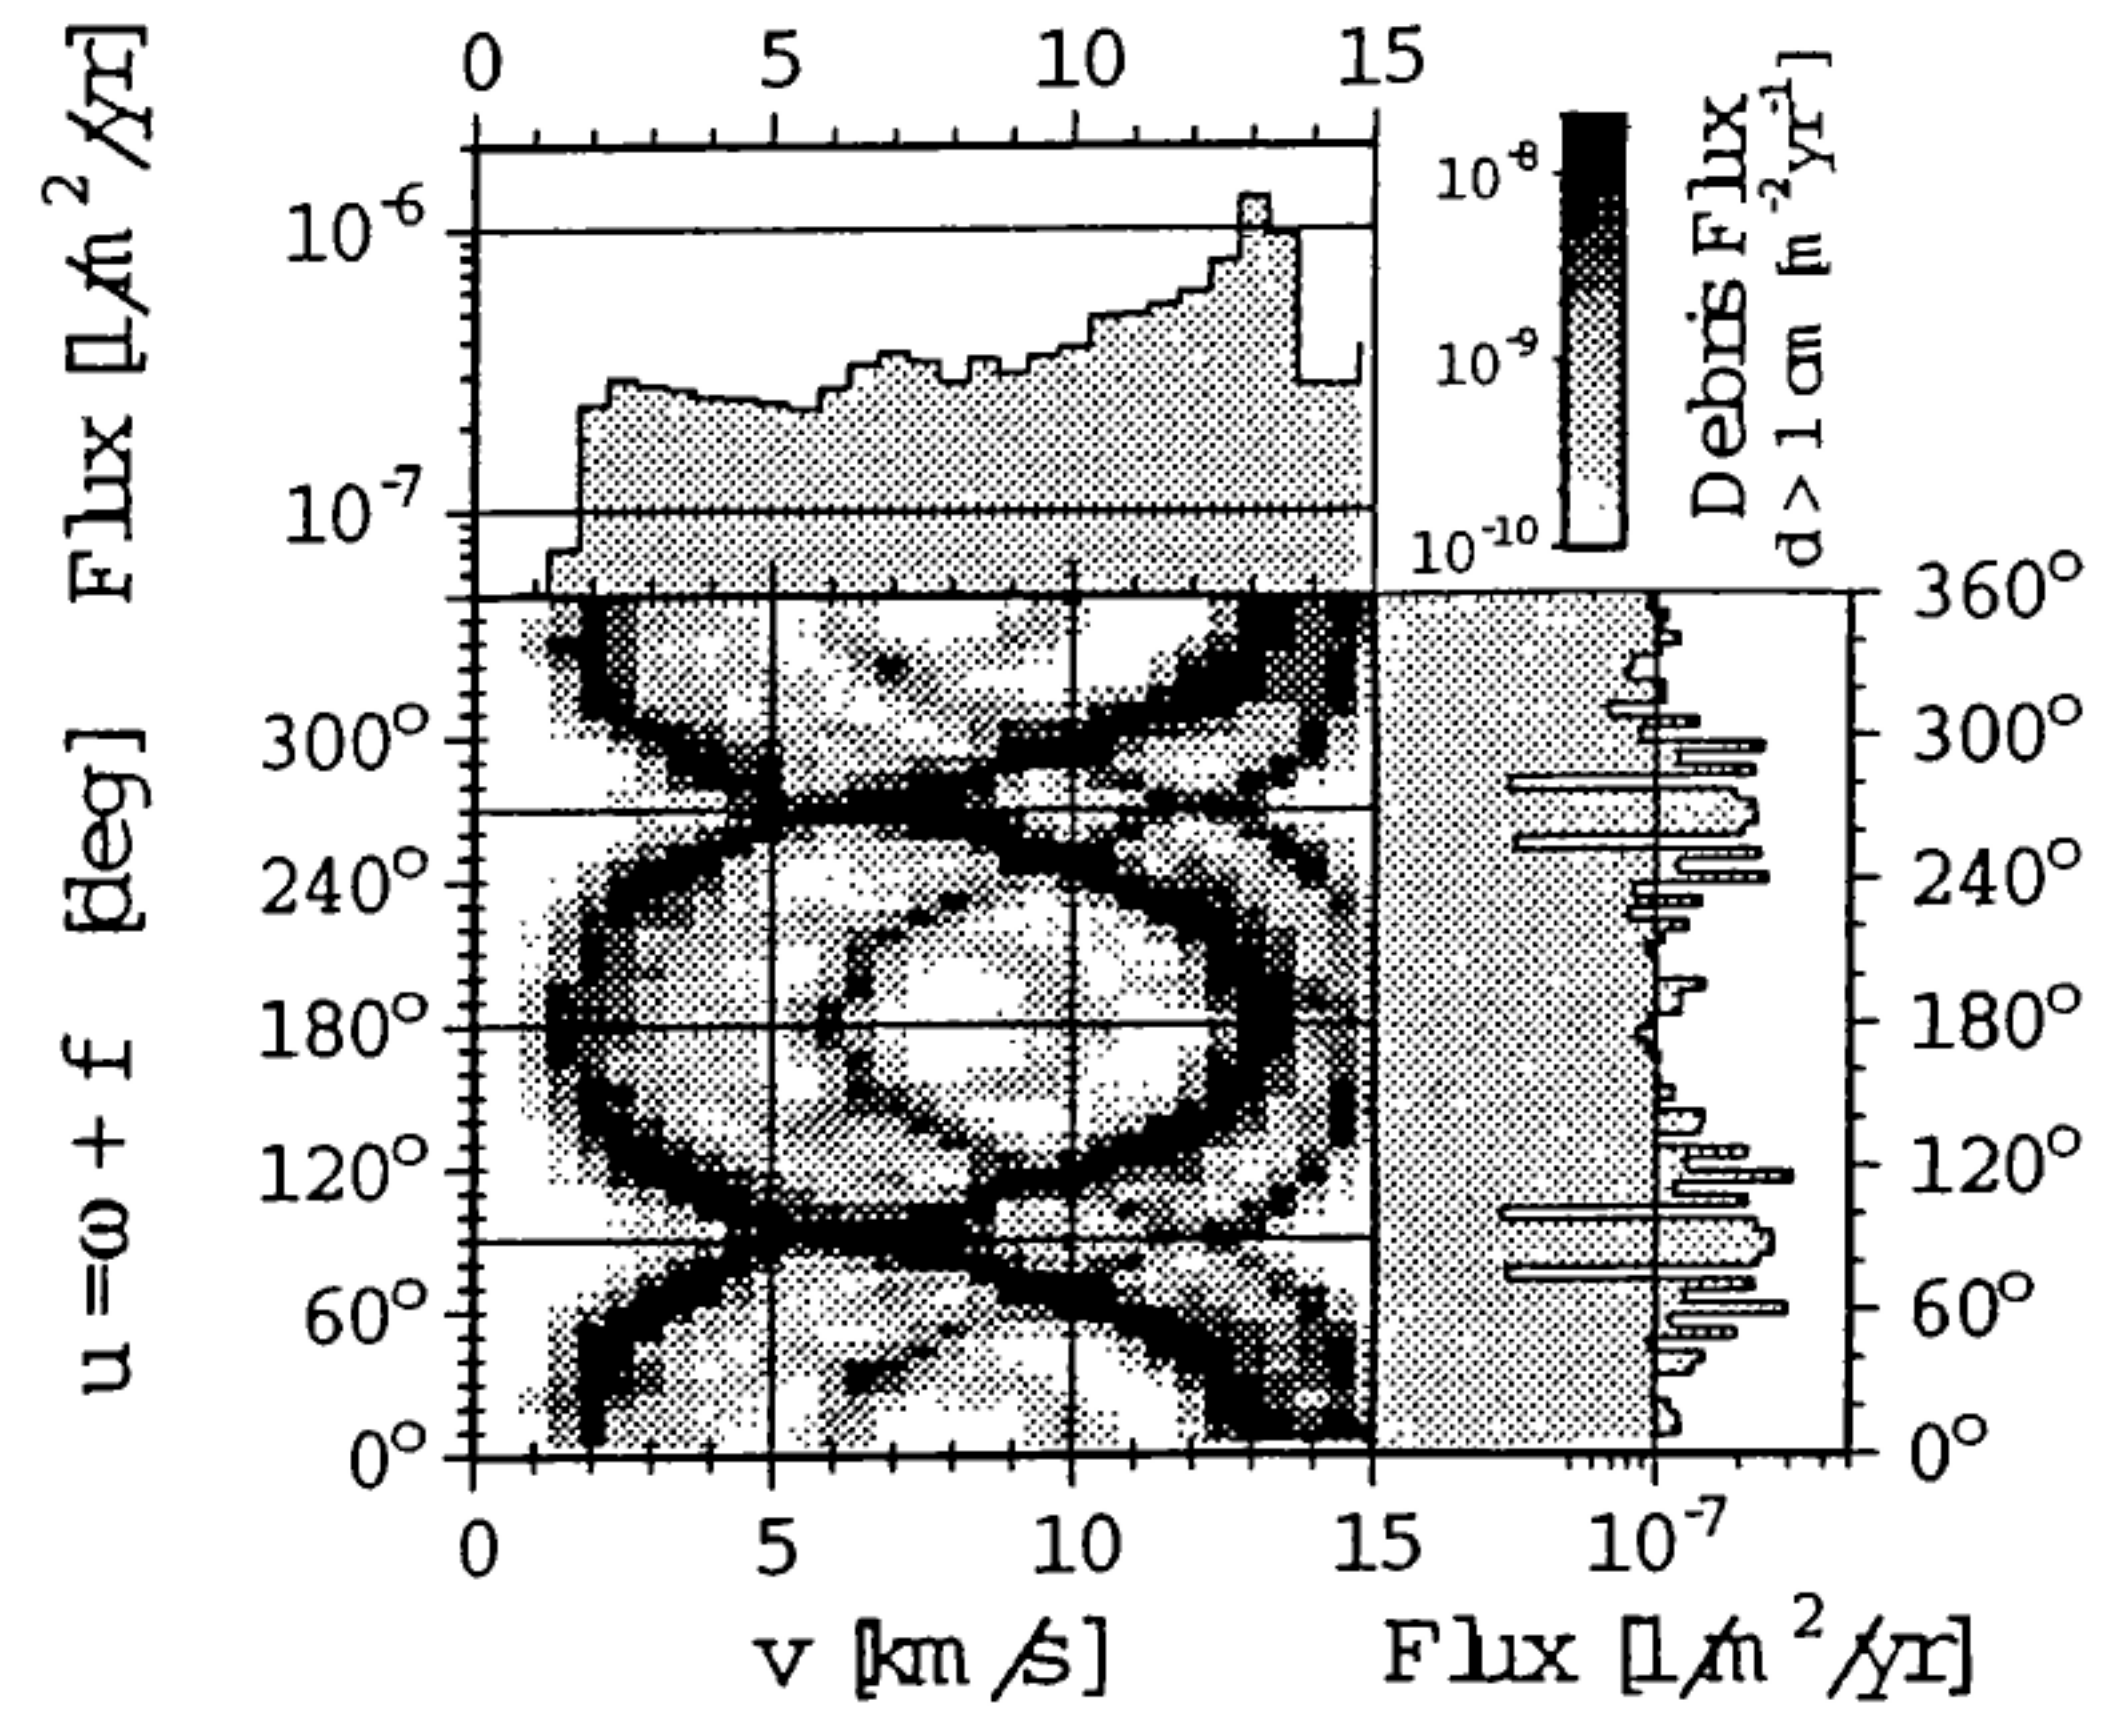 0 5 10 15
Flux [1/m²/yr]
10⁻⁶
10⁻⁷
10⁻⁸
10⁻⁹
10⁻¹⁰
Debris Flux
d > 1 cm [m⁻² yr⁻¹]
u = ω + f [deg]
300° 
240°
180°
120°
60°
0°
360°
300°
240°
180°
120°
60°
0°
0 5 10 15 10⁻⁷
v [km/s] Flux [1/m²/yr]